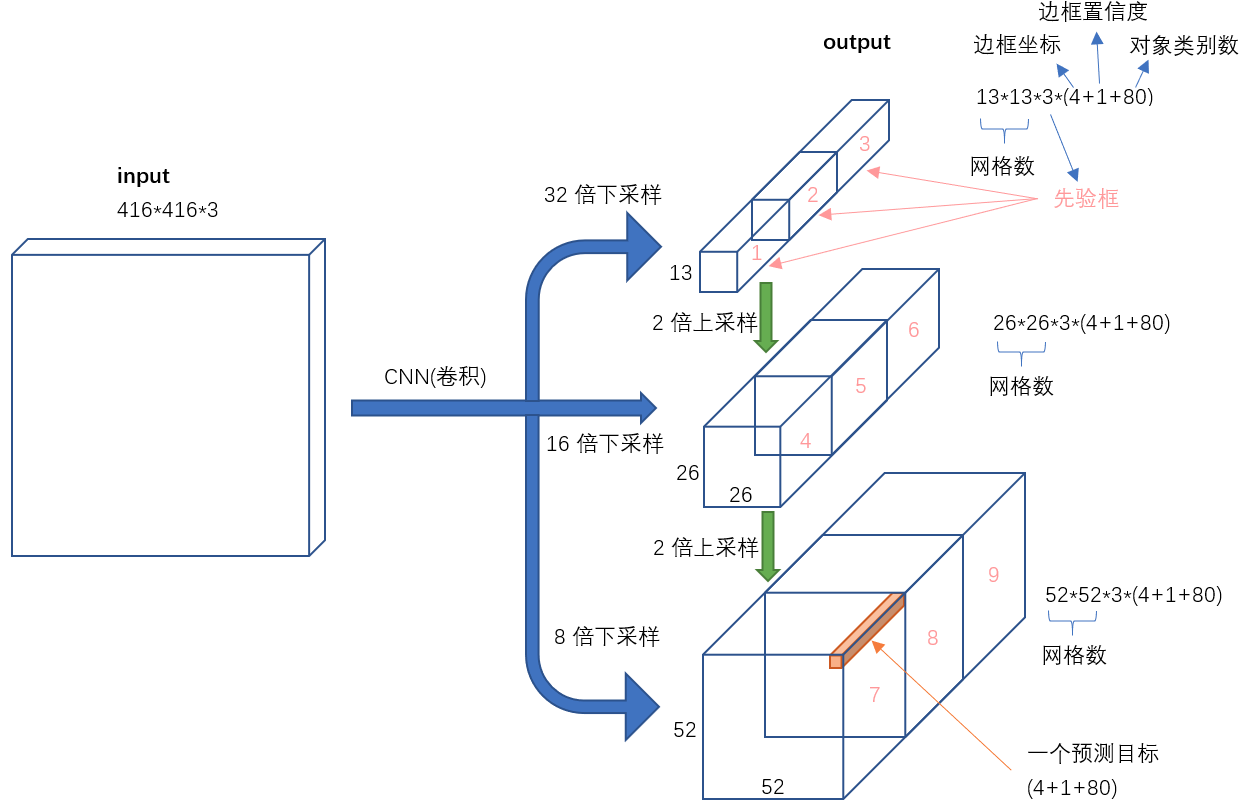 input
416*416*3
CNN(卷积)
32 倍下采样
16 倍下采样
8 倍下采样
output
13
1
2
3
2 倍上采样
26
26
4
5
6
2 倍上采样
52
52
7
8
9
边框置信度
边框坐标
对象类别数
13*13*3*(4+1+80)
网格数
先验框
26*26*3*(4+1+80)
网格数
52*52*3*(4+1+80)
网格数
一个预测目标
(4+1+80)